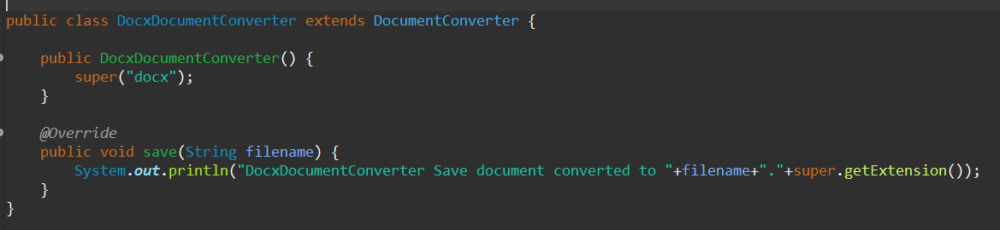 public class DocxDocumentConverter extends DocumentConverter {
public DocxDocumentConverter() {
super("docx");
}
@Override
public void save(String filename) {
System.out.println("DocxDocumentConverter Save document converted to "+filename+"."+super.getExtension());
}
}